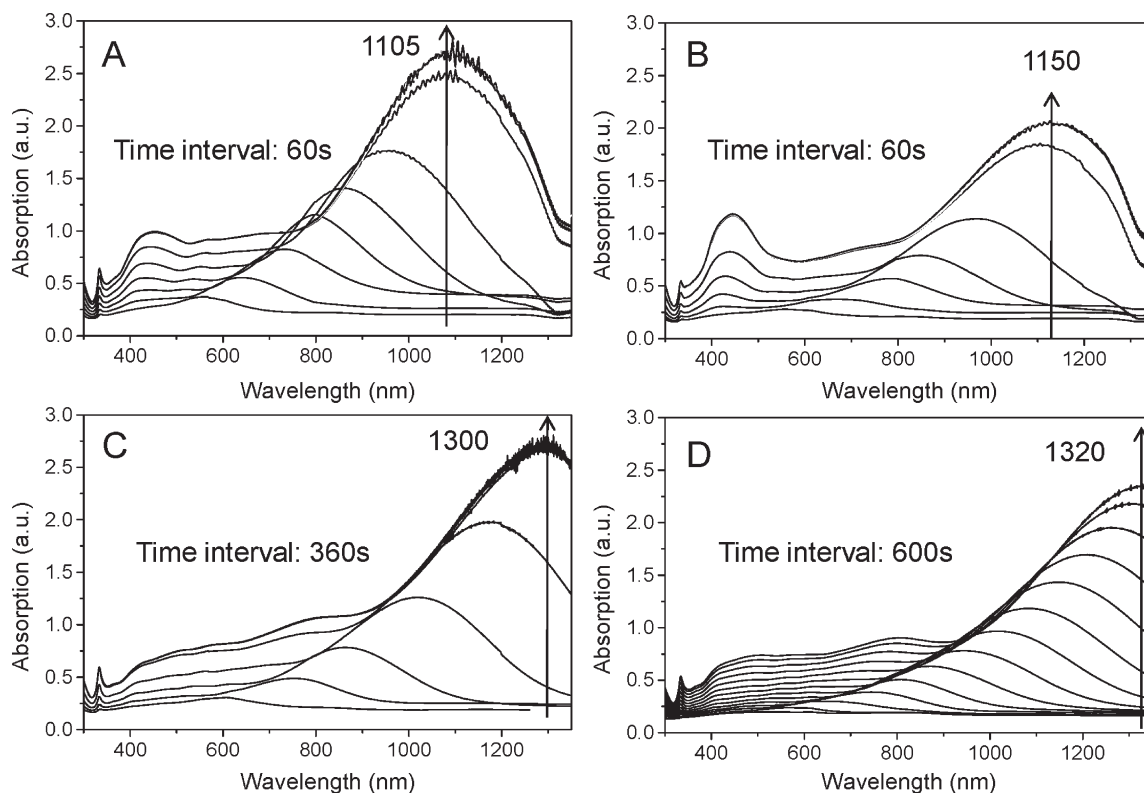 A
1105
Time interval: 60s
Absorption (a.u.)
3.0
2.5
2.0
1.5
1.0
0.5
0.0
400 600 800 1000 1200
Wavelength (nm)
B
1150
Time interval: 60s
Absorption (a.u.)
3.0
2.5
2.0
1.5
1.0
0.5
0.0
400 600 800 1000 1200
Wavelength (nm)
C
1300
Time interval: 360s
Absorption (a.u.)
3.0
2.5
2.0
1.5
1.0
0.5
0.0
400 600 800 1000 1200
Wavelength (nm)
D
1320
Time interval: 600s
Absorption (a.u.)
3.0
2.5
2.0
1.5
1.0
0.5
0.0
400 600 800 1000 1200
Wavelength (nm)